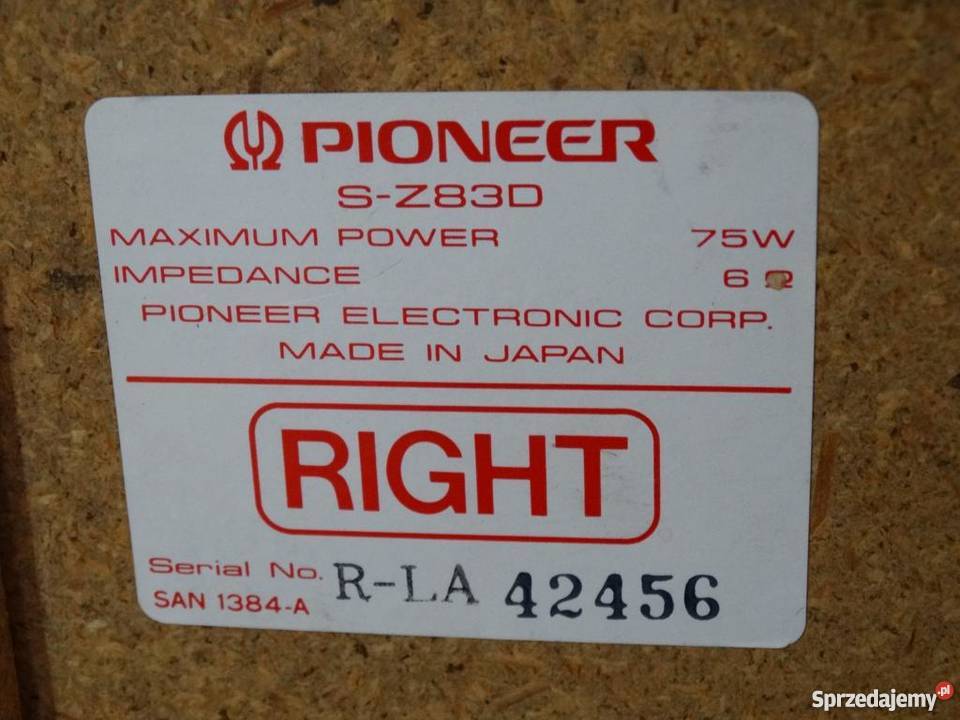 PIONEER
S-Z83D
MAXIMUM POWER 75W
IMPEDANCE 6 Ω
PIONEER ELECTRONIC CORP.
MADE IN JAPAN
RIGHT
Serial No. R-LA 42456
SAN 1384-A
Sprzedajemy.pl